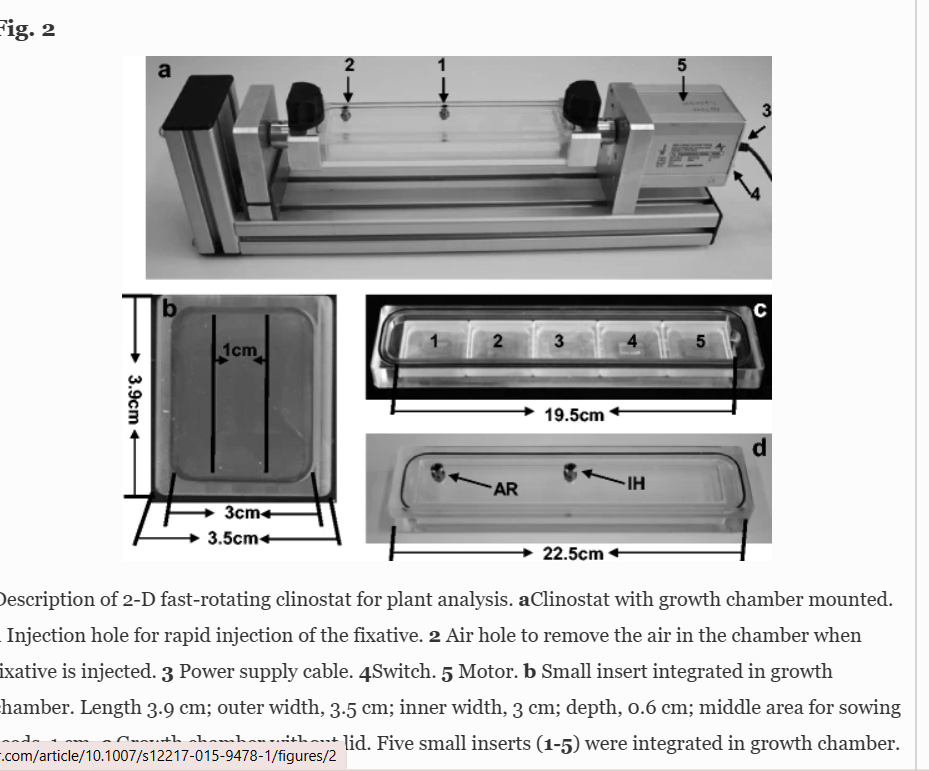 Fig. 2
a
2
1
5
3
4
b
1cm
3.9cm
3cm
3.5cm
c
1 2 3 4 5
19.5cm
d
AR
IH
22.5cm
Description of 2-D fast-rotating clinostat for plant analysis. aClinostat with growth chamber mounted.
Injection hole for rapid injection of the fixative. 2 Air hole to remove the air in the chamber when
fixative is injected. 3 Power supply cable. 4Switch. 5 Motor. b Small insert integrated in growth
chamber. Length 3.9 cm; outer width, 3.5 cm; inner width, 3 cm; depth, 0.6 cm; middle area for sowing
seeds, 1 cm. c Growth chamber without lid. Five small inserts (1-5) were integrated in growth chamber.
r.com/article/10.1007/s12217-015-9478-1/figures/2